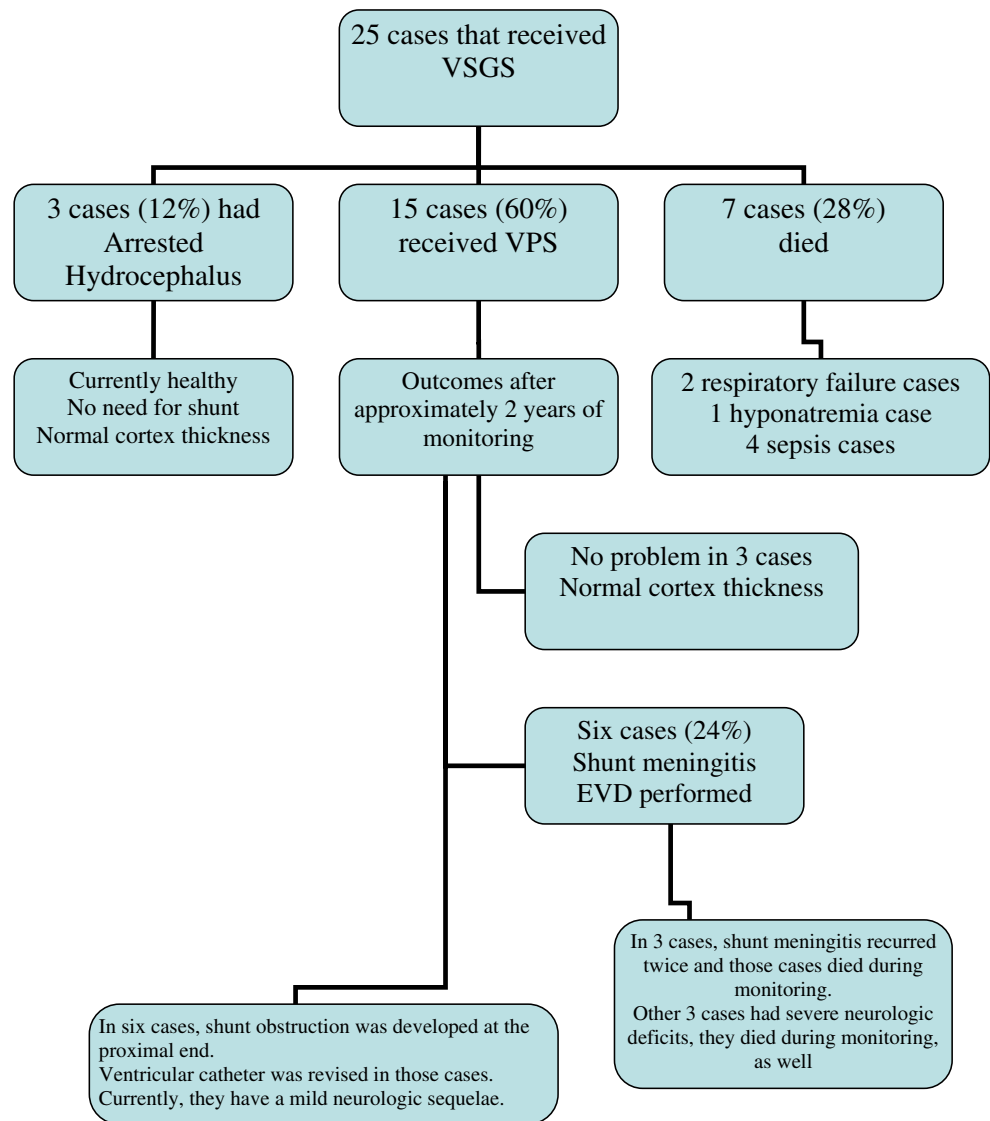 25 cases that received
VSGS
3 cases (12%) had
Arrested
Hydrocephalus
15 cases (60%)
received VPS
7 cases (28%)
died
Currently healthy
No need for shunt
Normal cortex thickness
Outcomes after
approximately 2 years of
monitoring
2 respiratory failure cases
1 hyponatremia case
4 sepsis cases
No problem in 3 cases
Normal cortex thickness
Six cases (24%)
Shunt meningitis
EVD performed
In 3 cases, shunt meningitis recurred
twice and those cases died during
monitoring.
Other 3 cases had severe neurologic
deficits, they died during monitoring,
as well
In six cases, shunt obstruction was developed at the
proximal end.
Ventricular catheter was revised in those cases.
Currently, they have a mild neurologic sequelae.